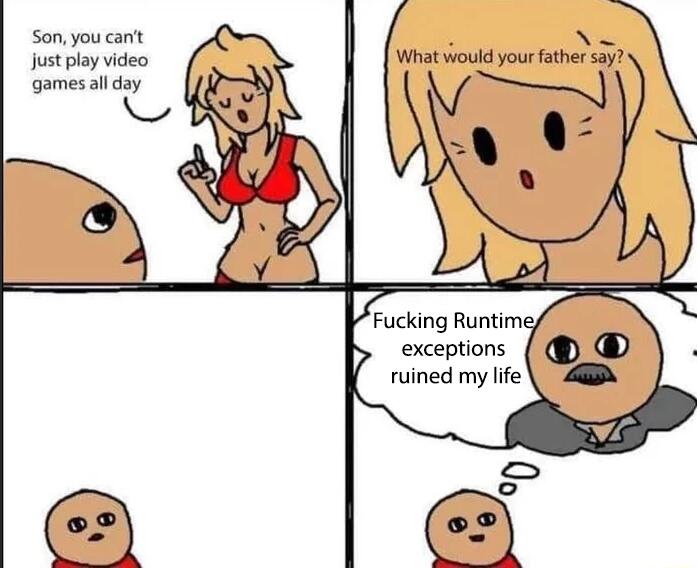 Son, you can't
just play video
games all day
What would your father say?
Fucking Runtime
exceptions
ruined my life